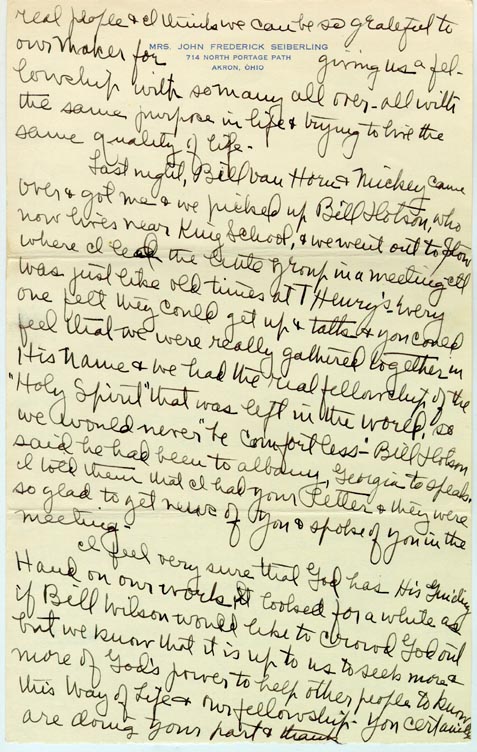 real people & I think we can be so grateful to
our Maker for giving us a fel-
MRS. JOHN FREDERICK SEIBERLING
714 NORTH PORTAGE PATH
AKRON, OHIO
lowship with so many all over - all with
the same purpose in life & trying to live the
same quality of life -
Last night, Bill Van Horn & Mickey came
over & got me & we picked up Bill Hotson, who
now lives near King School, & we went out to Stow
where I lead the little group in a meeting - it
was just like old times at T Henry's - every
one felt they could get up & talk & you could
feel that we were really gathered together in
His Name & we had the real fellowship of the
"Holy Spirit" that was left in the world, so
we would never "be comfortless" - Bill Hotson
said he had been to Albany, Georgia to speak.
I told them that I had your letter & they were
so glad to get news of you & spoke of you in the
meeting -
I feel very sure that God has His Guiding
Hand on our work. It looked for a while as
if Bill Wilson would like to crowd God out
but we know that it is up to us to seek more &
more of God's power to help other people to know
this Way of Life & our fellowship - You certainly
are doing your part & thank